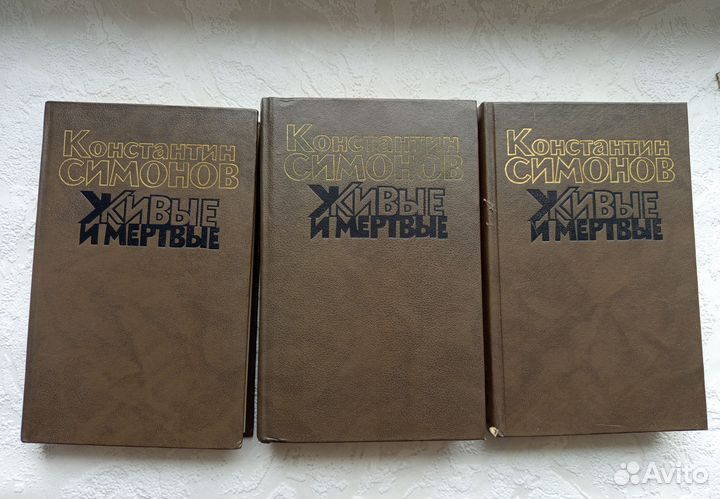 Константин
СИМОНОВ
ЖИВЫЕ
И МЕРТВЫЕ
Константин
СИМОНОВ
ЖИВЫЕ
И МЕРТВЫЕ
Константин
СИМОНОВ
ЖИВЫЕ
И МЕРТВЫЕ
Avito